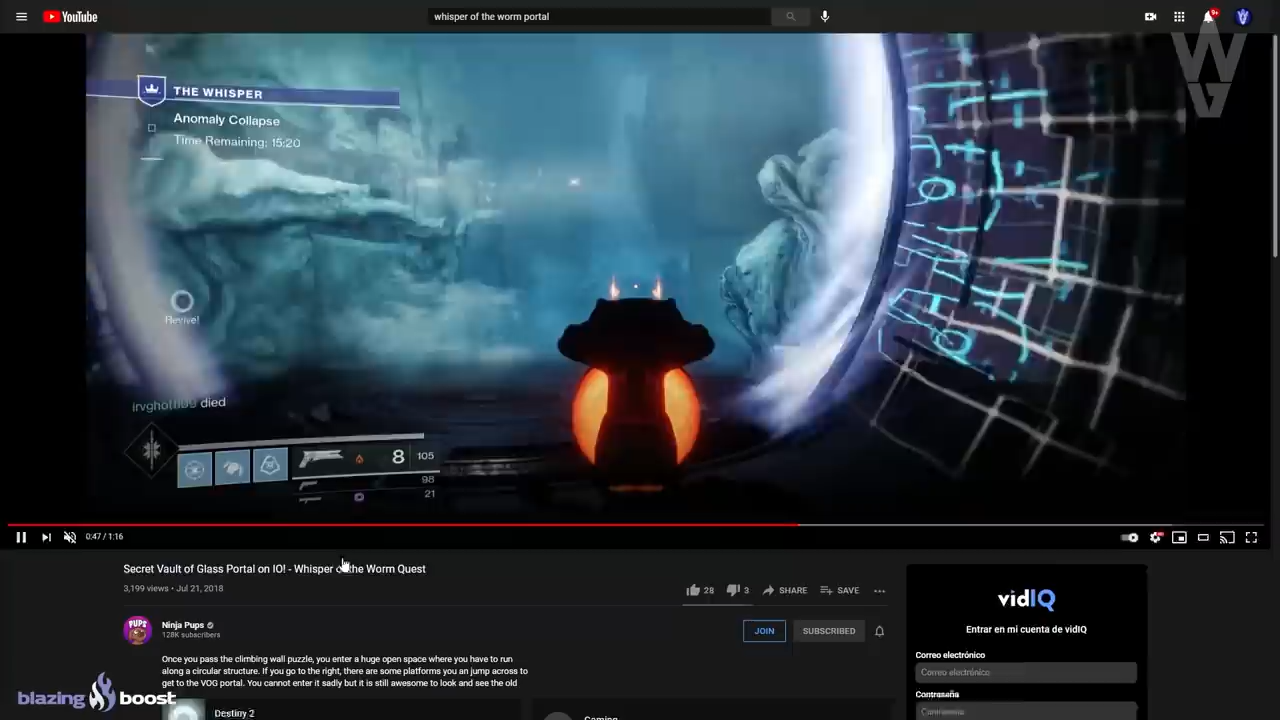 YouTube
whisper of the worm portal
9+
WG
THE WHISPER
Anomaly Collapse
Time Remaining: 15:20
Revive!
died
8
105
98
21
0:47 / 1:16
Secret Vault of Glass Portal on IO! - Whisper of the Worm Quest
3,199 views • Jul 21, 2018
28
3
SHARE
SAVE
vidIQ
Entrar en mi cuenta de vidIQ
PUPS
Ninja Pups
128K subscribers
JOIN
SUBSCRIBED
Correo electrónico
Correo electrónico
Once you pass the climbing wall puzzle, you enter a huge open space where you have to run
along a circular structure. If you go to the right, there are some platforms you an jump across to
get to the VOG portal. You cannot enter it sadly but it is still awesome to look and see the old
Contraseña
Contraseña
blazing boost
Destiny 2
Gaming